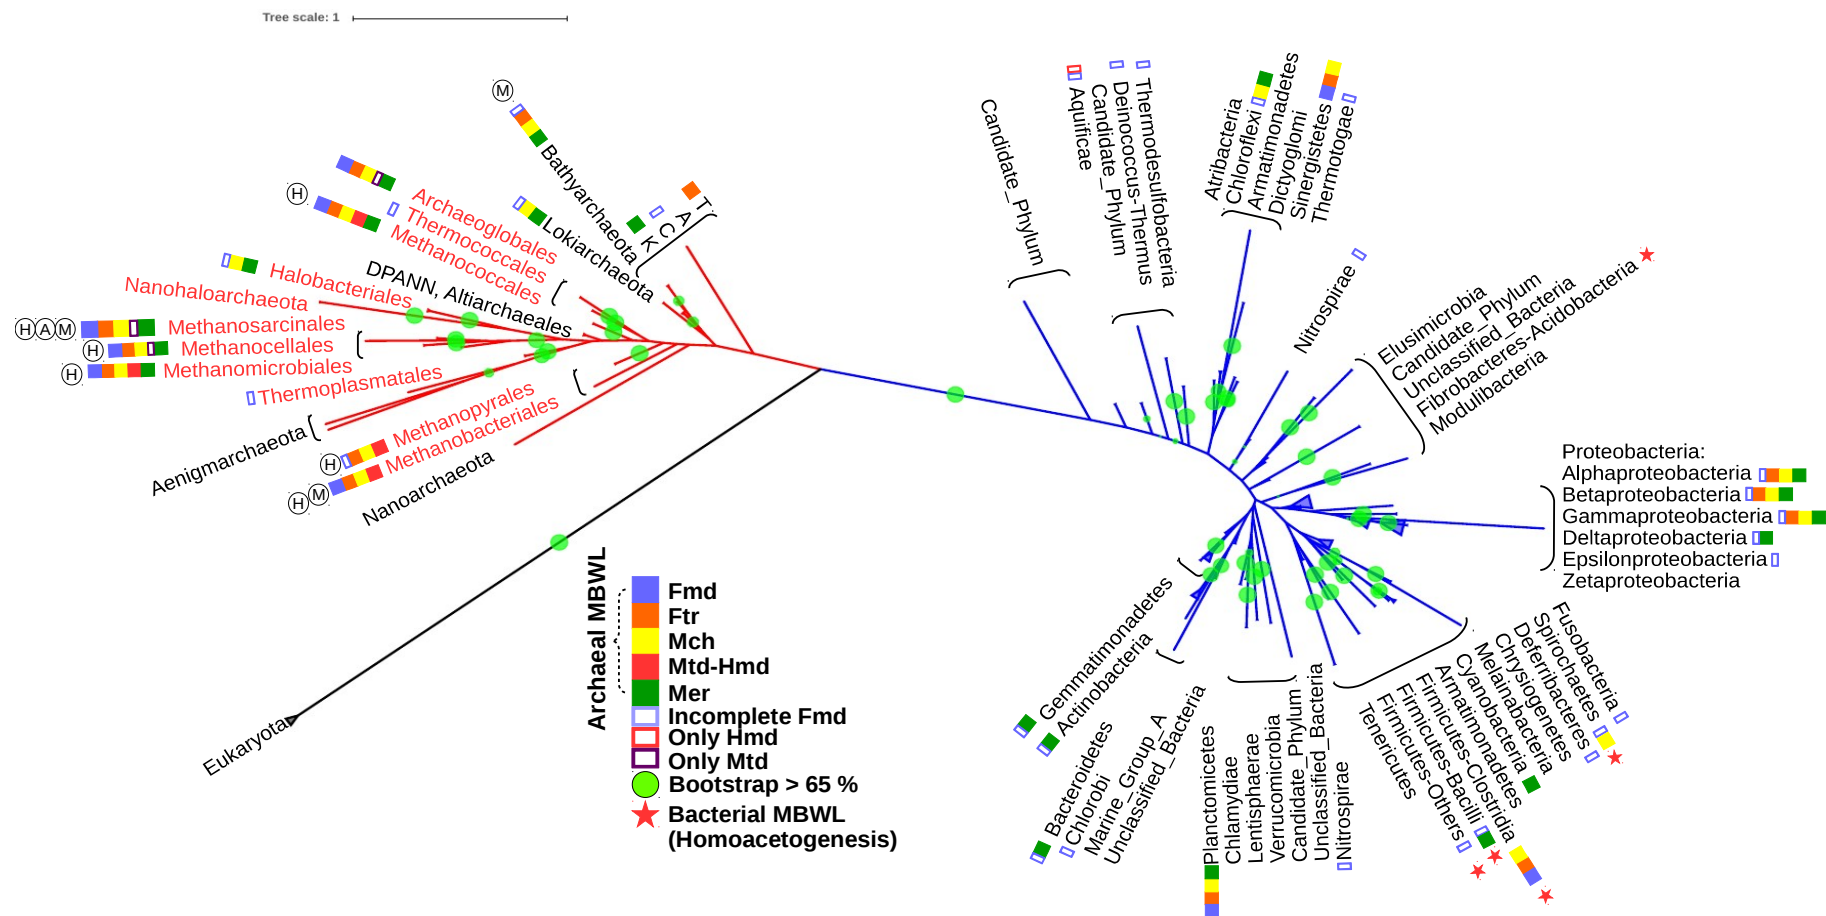 Tree scale: 1
M
Bathyarchaeota
T
A
C
K
Lokiarchaeota
Archaeoglobales
Thermococcales
H
Methanococcales
DPANN, Altiarchaeales
Halobacteriales
Nanohaloarchaeota
H A M Methanosarcinales
H Methanocellales
H Methanomicrobiales
Thermoplasmatales
Aenigmarchaeota
H Methanopyrales
H M Methanobacteriales
Nanoarchaeota
Eukaryota
Candidate_Phylum
Aquificae
Candidate_Phylum
Deinococcus-Thermus
Thermodesulfobacteria
Atribacteria
Chloroflexi
Armatimonadetes
Dictyoglomi
Sinergistetes
Thermotogae
Nitrospirae
Elusimicrobia
Candidate_Phylum
Unclassified_Bacteria
Fibrobacteres-Acidobacteria
Modulibacteria
Proteobacteria:
Alphaproteobacteria
Betaproteobacteria
Gammaproteobacteria
Deltaproteobacteria
Epsilonproteobacteria
Zetaproteobacteria
Fusobacteria
Spirochaetes
Deferribacteres
Chrysiogenetes
Melainabacteria
Cyanobacteria
Armatimonadetes
Firmicutes-Clostridia
Firmicutes-Bacilli
Firmicutes-Others
Tenericutes
Planctomicetes
Chlamydiae
Lentisphaerae
Verrucomicrobia
Candidate_Phylum
Unclassified_Bacteria
Nitrospirae
Bacteroidetes
Chlorobi
Marine_Group_A
Unclassified_Bacteria
Gemmatimonadetes
Actinobacteria
Archaeal MBWL
Fmd
Ftr
Mch
Mtd-Hmd
Mer
Incomplete Fmd
Only Hmd
Only Mtd
Bootstrap > 65 %
Bacterial MBWL
(Homoacetogenesis)